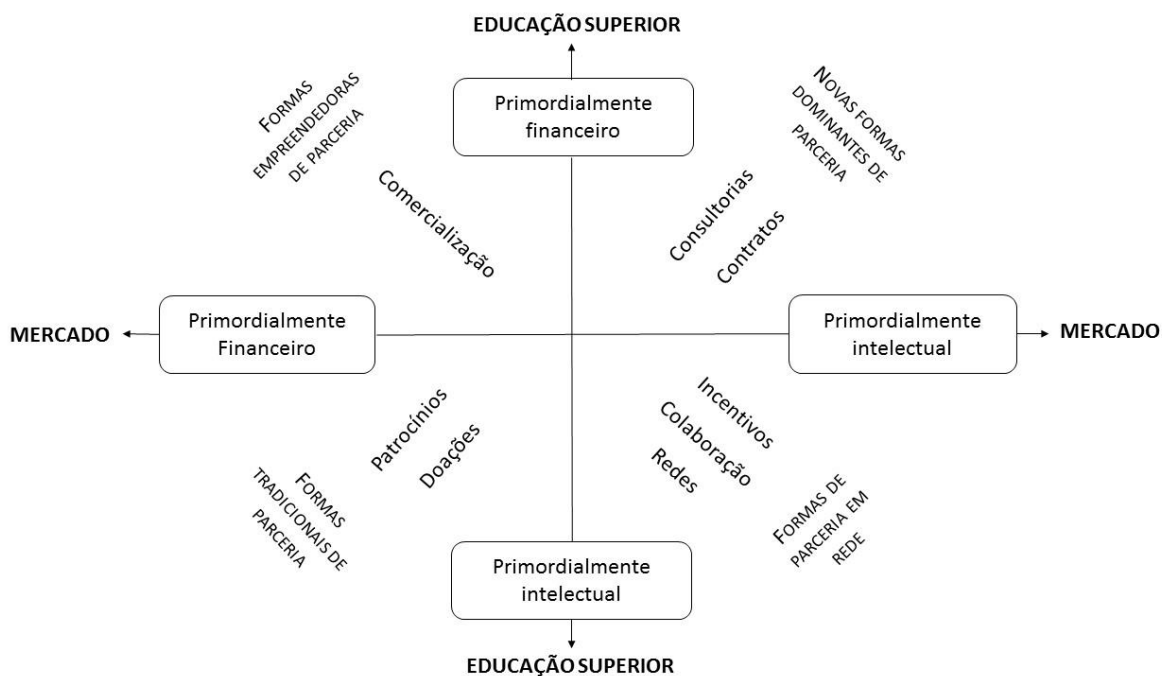 EDUCAÇÃO SUPERIOR
Primordialmente
financeiro
FORMAS
EMPREENDEDORAS
DE PARCERIA
NOVAS FORMAS
DOMINANTES DE
PARCERIA
Comercialização
Consultorias
Contratos
MERCADO
Primordialmente
Financeiro
Primordialmente
intelectual
MERCADO
Patrocínios
Doações
Incentivos
Colaboração
Redes
FORMAS
TRADICIONAIS DE
PARCERIA
FORMAS DE
PARCERIA EM
REDE
Primordialmente
intelectual
EDUCAÇÃO SUPERIOR